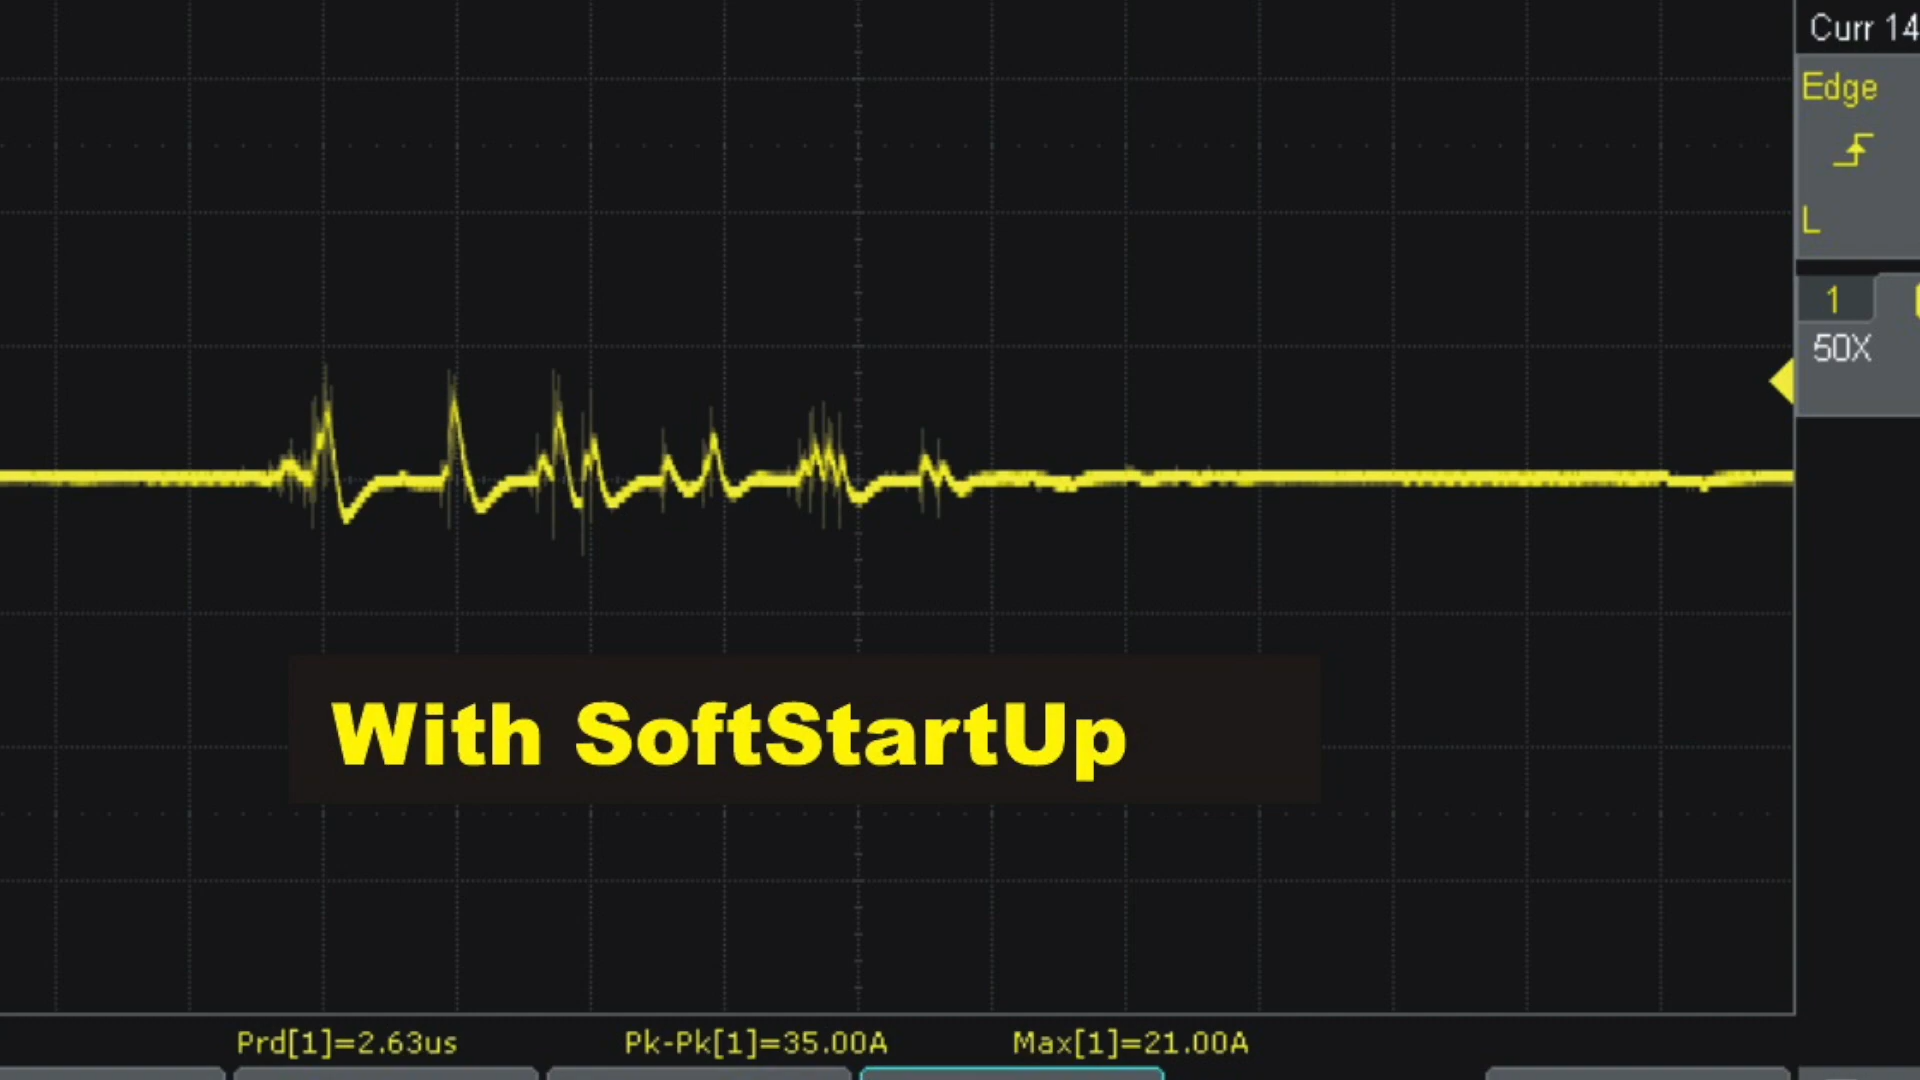 Curr 14
Edge
L
1
50X
With SoftStartUp
Prd[1]=2.63us Pk-Pk[1]=35.00A Max[1]=21.00A